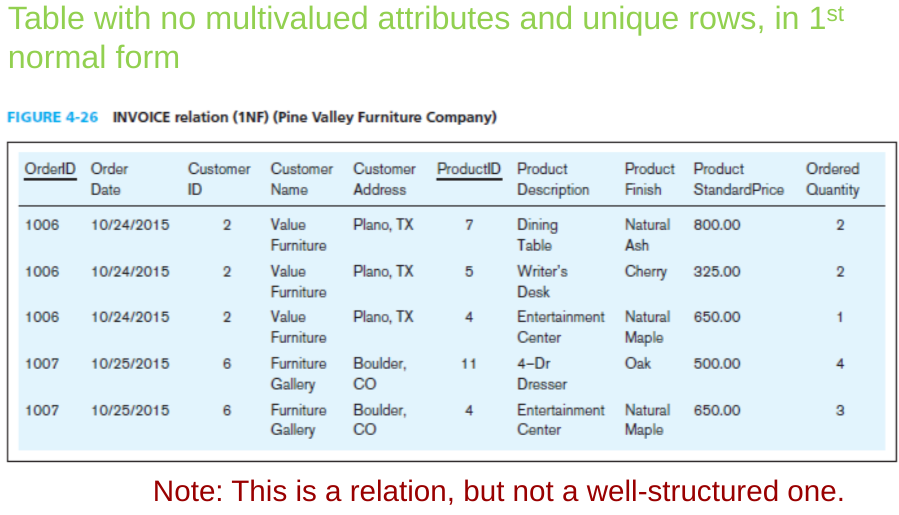 Table with no multivalued attributes and unique rows, in 1st
normal form
FIGURE 4-26 INVOICE relation (1NF) (Pine Valley Furniture Company)
OrderID Order Date Customer ID Customer Name Customer Address ProductID Product Description Product Finish Product StandardPrice Ordered Quantity
1006 10/24/2015 2 Value Furniture Plano, TX 7 Dining Table Natural Ash 800.00 2
1006 10/24/2015 2 Value Furniture Plano, TX 5 Writer's Desk Cherry 325.00 2
1006 10/24/2015 2 Value Furniture Plano, TX 4 Entertainment Center Natural Maple 650.00 1
1007 10/25/2015 6 Furniture Gallery Boulder, CO 11 4–Dr Dresser Oak 500.00 4
1007 10/25/2015 6 Furniture Gallery Boulder, CO 4 Entertainment Center Natural Maple 650.00 3
Note: This is a relation, but not a well-structured one.